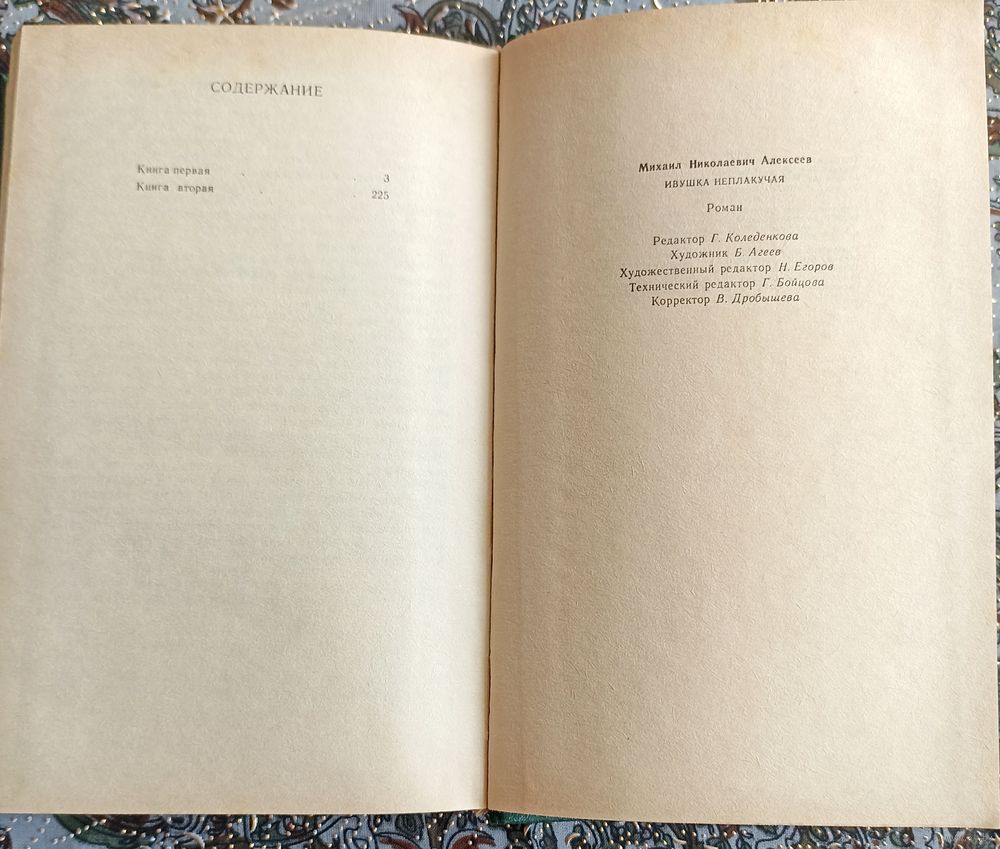 СОДЕРЖАНИЕ
Книга первая . 3
Книга вторая . . 225
Михаил Николаевич Алексеев
ИВУШКА НЕПЛАКУЧАЯ
Роман
Редактор Г. Коледенкова
Художник Б. Агеев
Художественный редактор Н. Егоров
Технический редактор Г. Бойцова
Корректор В. Дробышева